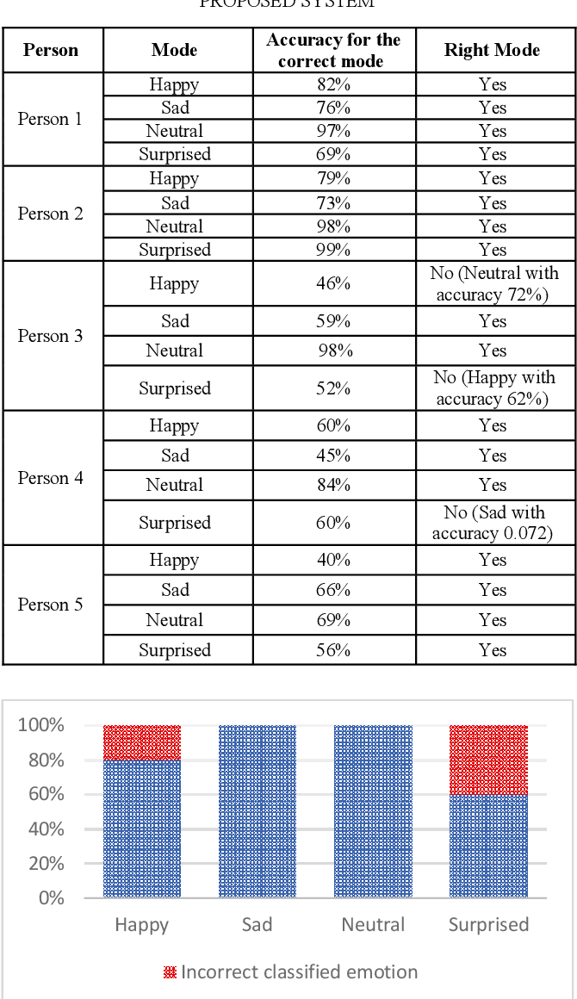 PROPOSED SYSTEM
Person Mode Accuracy for the correct mode Right Mode
Person 1 Happy 82% Yes
Sad 76% Yes
Neutral 97% Yes
Surprised 69% Yes
Person 2 Happy 79% Yes
Sad 73% Yes
Neutral 98% Yes
Surprised 99% Yes
Person 3 Happy 46% No (Neutral with accuracy 72%)
Sad 59% Yes
Neutral 98% Yes
Surprised 52% No (Happy with accuracy 62%)
Person 4 Happy 60% Yes
Sad 45% Yes
Neutral 84% Yes
Surprised 60% No (Sad with accuracy 0.072)
Person 5 Happy 40% Yes
Sad 66% Yes
Neutral 69% Yes
Surprised 56% Yes
100%
80%
60%
40%
20%
0%
Happy Sad Neutral Surprised
Incorrect classified emotion